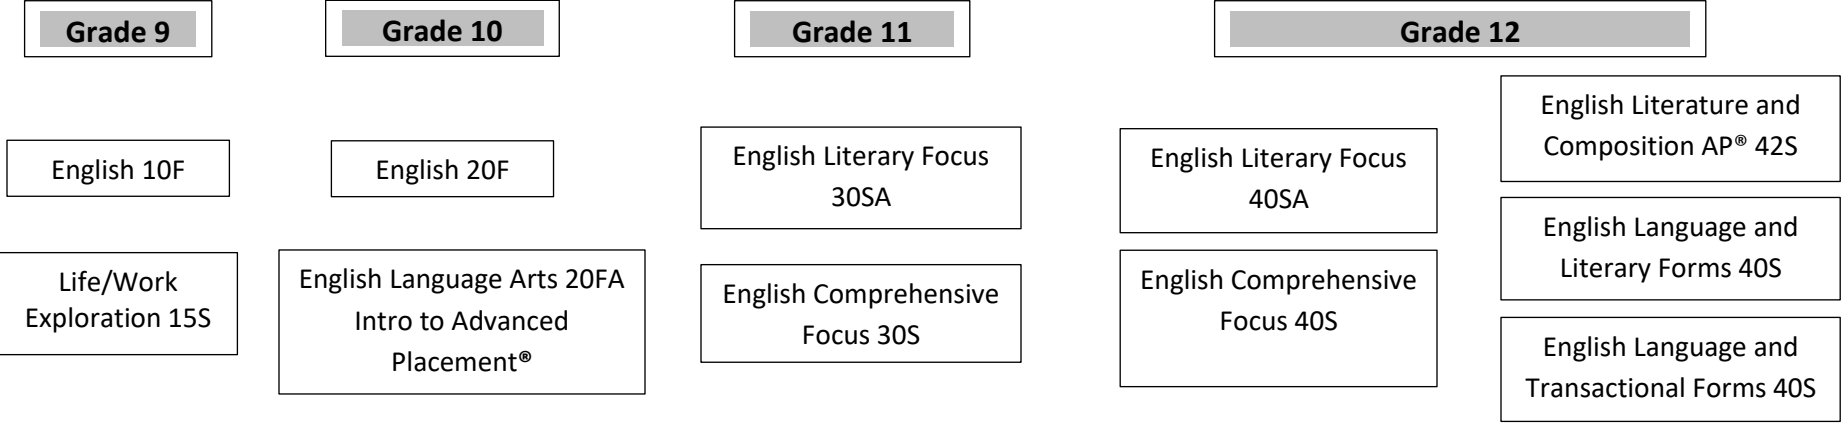 Grade 9
Grade 10
Grade 11
Grade 12
English 10F
Life/Work
Exploration 15S
English 20F
English Language Arts 20FA
Intro to Advanced
Placement®
English Literary Focus
30SA
English Comprehensive
Focus 30S
English Literary Focus
40SA
English Comprehensive
Focus 40S
English Literature and
Composition AP® 42S
English Language and
Literary Forms 40S
English Language and
Transactional Forms 40S